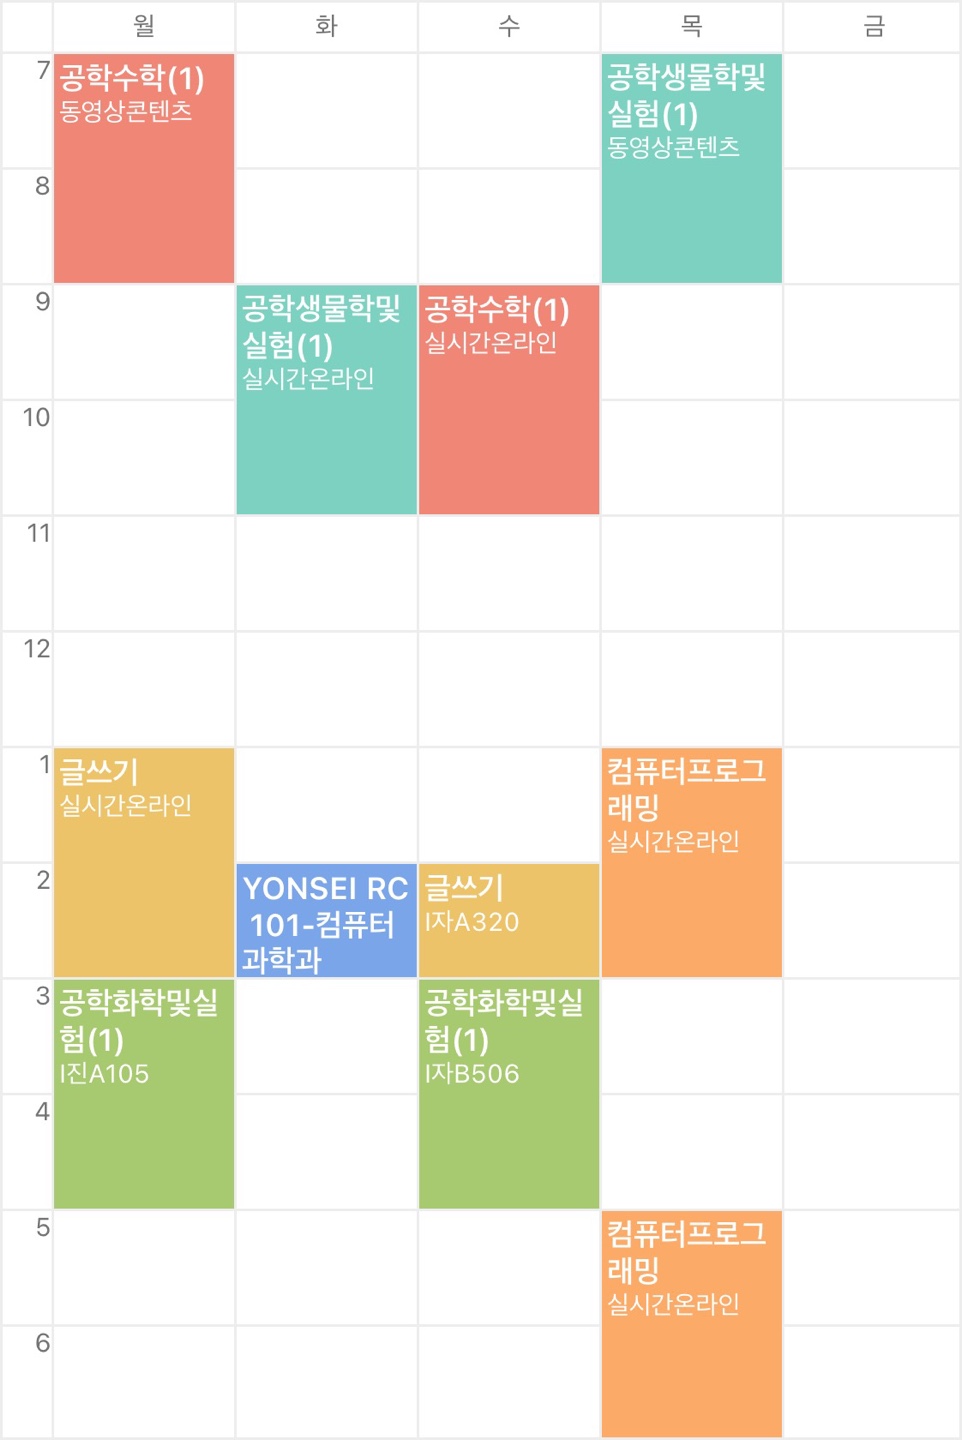 월 화 수 목 금
7
공학수학(1)
동영상콘텐츠
공학생물학및
실험(1)
동영상콘텐츠
8
9
공학생물학및
실험(1)
실시간온라인
공학수학(1)
실시간온라인
10
11
12
1
글쓰기
실시간온라인
컴퓨터프로그
래밍
실시간온라인
2
YONSEI RC
101-컴퓨터
과학과
글쓰기
I자A320
3
공학화학및실
험(1)
I진A105
공학화학및실
험(1)
I자B506
4
5
컴퓨터프로그
래밍
실시간온라인
6